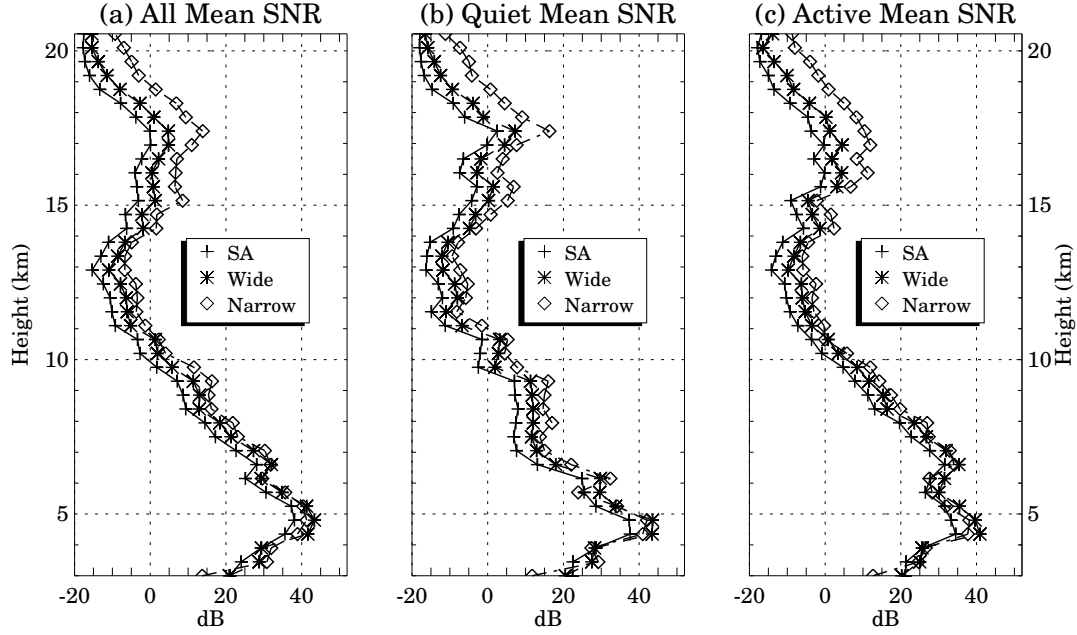 (a) All Mean SNR
(b) Quiet Mean SNR
(c) Active Mean SNR
20
15
10
5
Height (km)
SA
Wide
Narrow
SA
Wide
Narrow
SA
Wide
Narrow
20
15
10
5
Height (km)
-20 0 20 40
-20 0 20 40
-20 0 20 40
dB
dB
dB